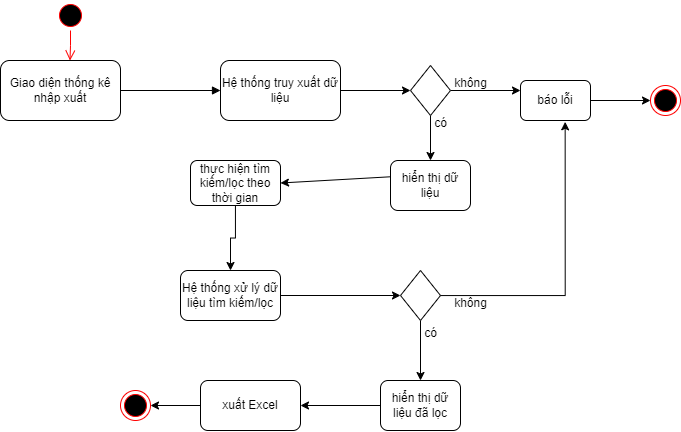 Giao diện thống kê
nhập xuất
Hệ thống truy xuất dữ
liệu
không
báo lỗi
có
thực hiện tìm
kiếm/lọc theo
thời gian
hiển thị dữ
liệu
Hệ thống xử lý dữ
liệu tìm kiếm/lọc
không
có
xuất Excel
hiển thị dữ
liệu đã lọc